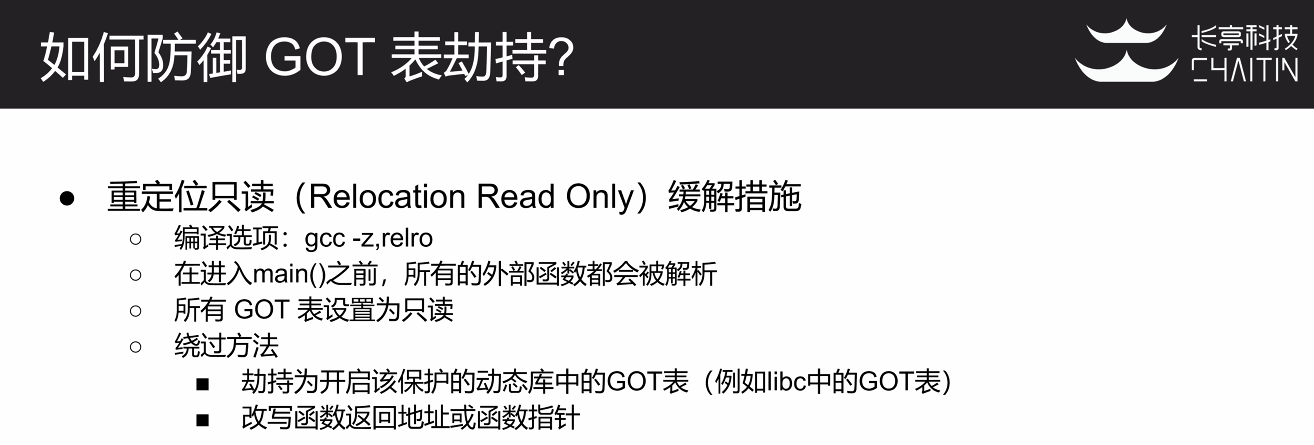 如何防御 GOT 表劫持?
长亭科技
CHAITIN
● 重定位只读（Relocation Read Only）缓解措施
○ 编译选项：gcc -z,relro
○ 在进入main()之前，所有的外部函数都会被解析
○ 所有 GOT 表设置为只读
○ 绕过方法
■ 劫持为开启该保护的动态库中的GOT表（例如libc中的GOT表）
■ 改写函数返回地址或函数指针